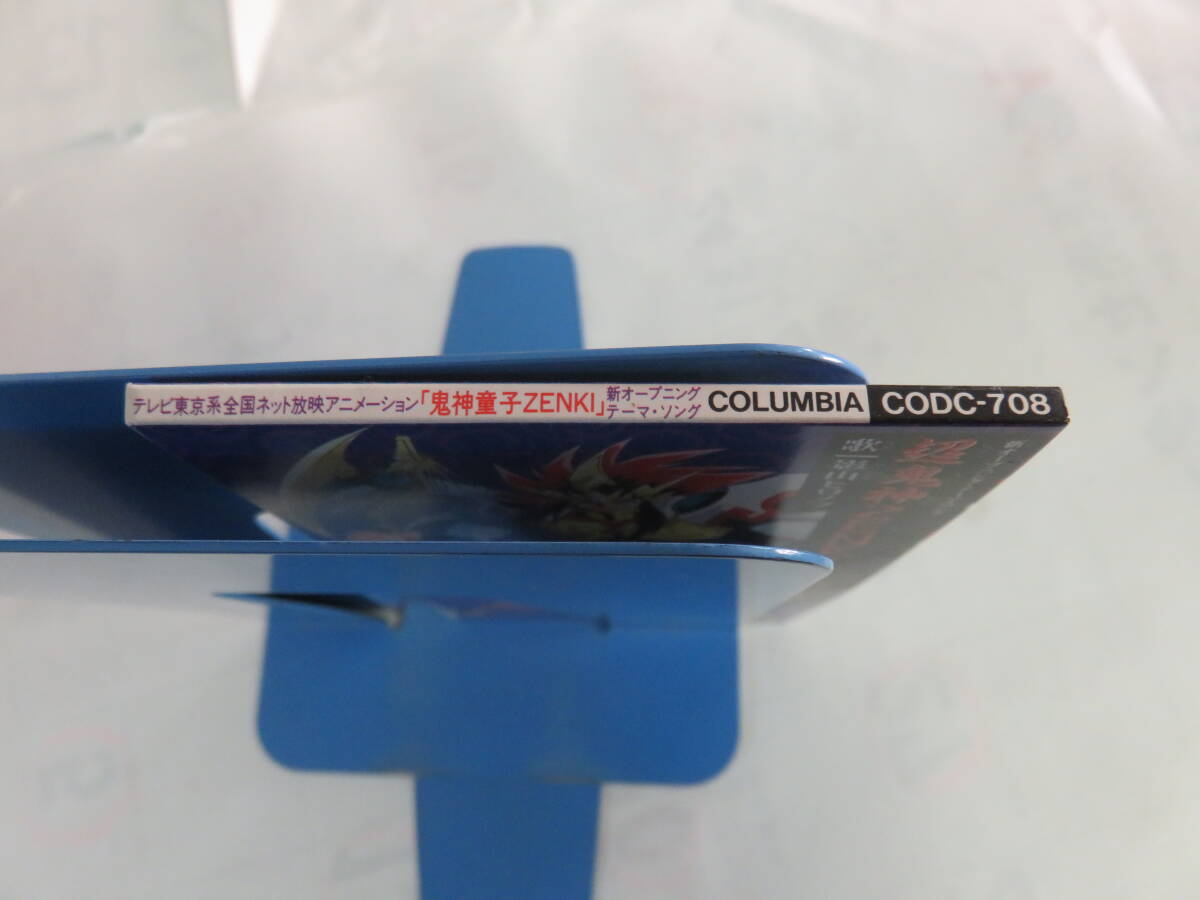 テレビ東京系全国ネット放映アニメーション「鬼神童子ZENKI」新オープニング
テーマ・ソング
COLUMBIA
CODC-708
歌